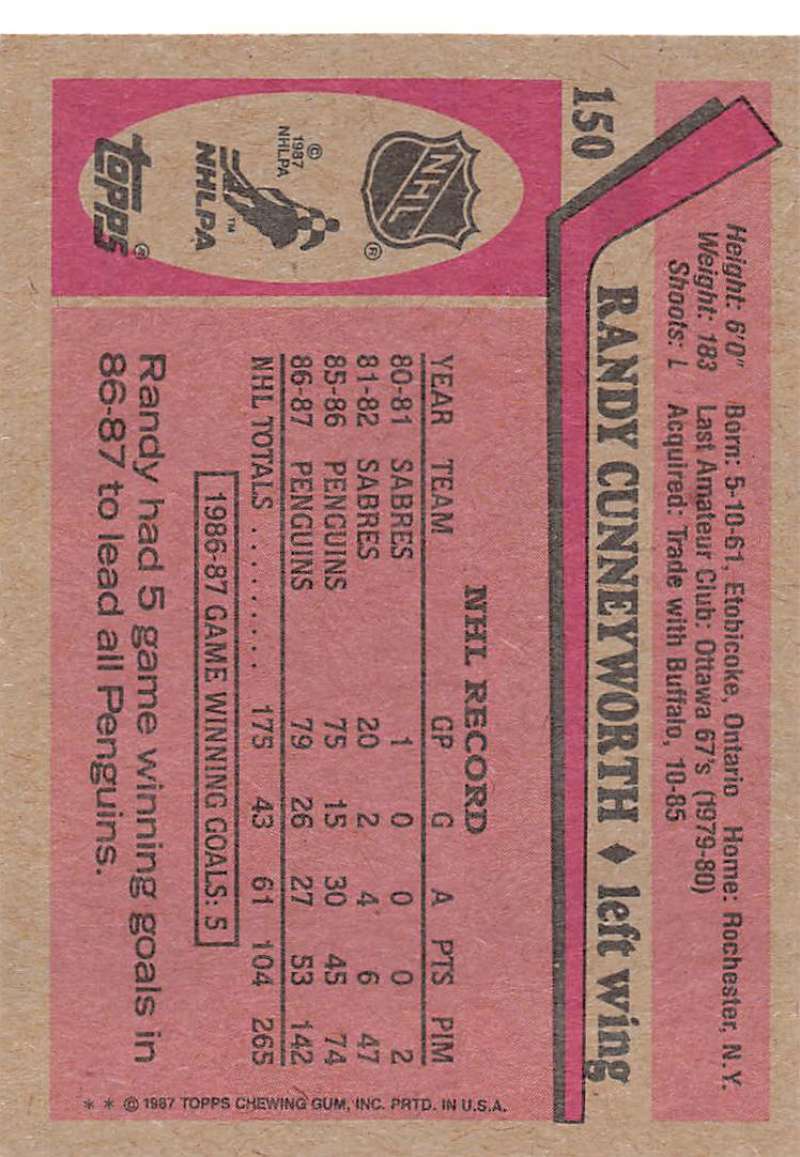 Height: 6'0" Born: 5-10-61, Etobicoke, Ontario Home: Rochester, N.Y.
Weight: 183 Last Amateur Club: Ottawa 67's (1979-80)
Shoots: L Acquired: Trade with Buffalo, 10-85
150
RANDY CUNNEYWORTH ♦ left wing
NHL
®
© 1987 NHLPA
™
NHLPA
TOPPS®
NHL RECORD
YEAR TEAM GP G A PTS PIM
80-81 SABRES 1 0 0 0 2
81-82 SABRES 20 2 4 6 47
85-86 PENGUINS 75 15 30 45 74
86-87 PENGUINS 79 26 27 53 142
NHL TOTALS .......... 175 43 61 104 265
1986-87 GAME WINNING GOALS: 5
Randy had 5 game winning goals in
86-87 to lead all Penguins.
* * © 1987 TOPPS CHEWING GUM, INC. PRTD. IN U.S.A.